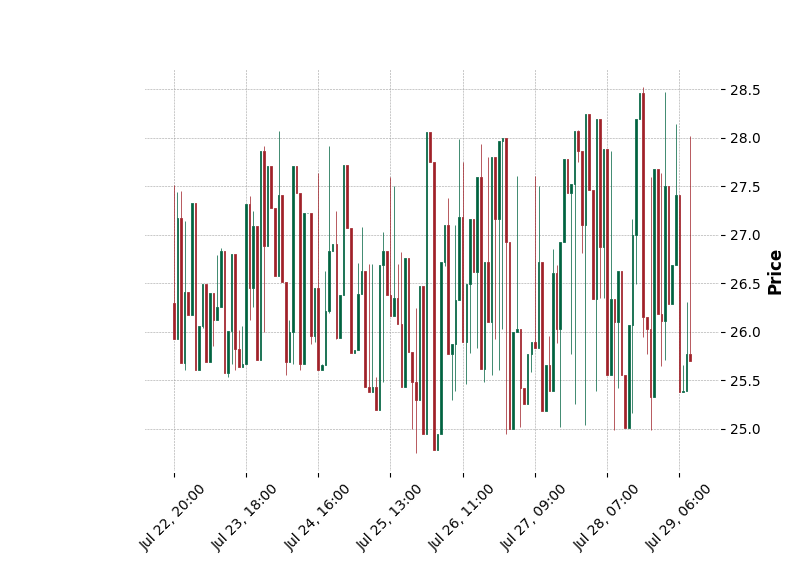 28.5
28.0
27.5
27.0
26.5
26.0
25.5
25.0
Price
Jul 22, 20:00
Jul 23, 18:00
Jul 24, 16:00
Jul 25, 13:00
Jul 26, 11:00
Jul 27, 09:00
Jul 28, 07:00
Jul 29, 06:00